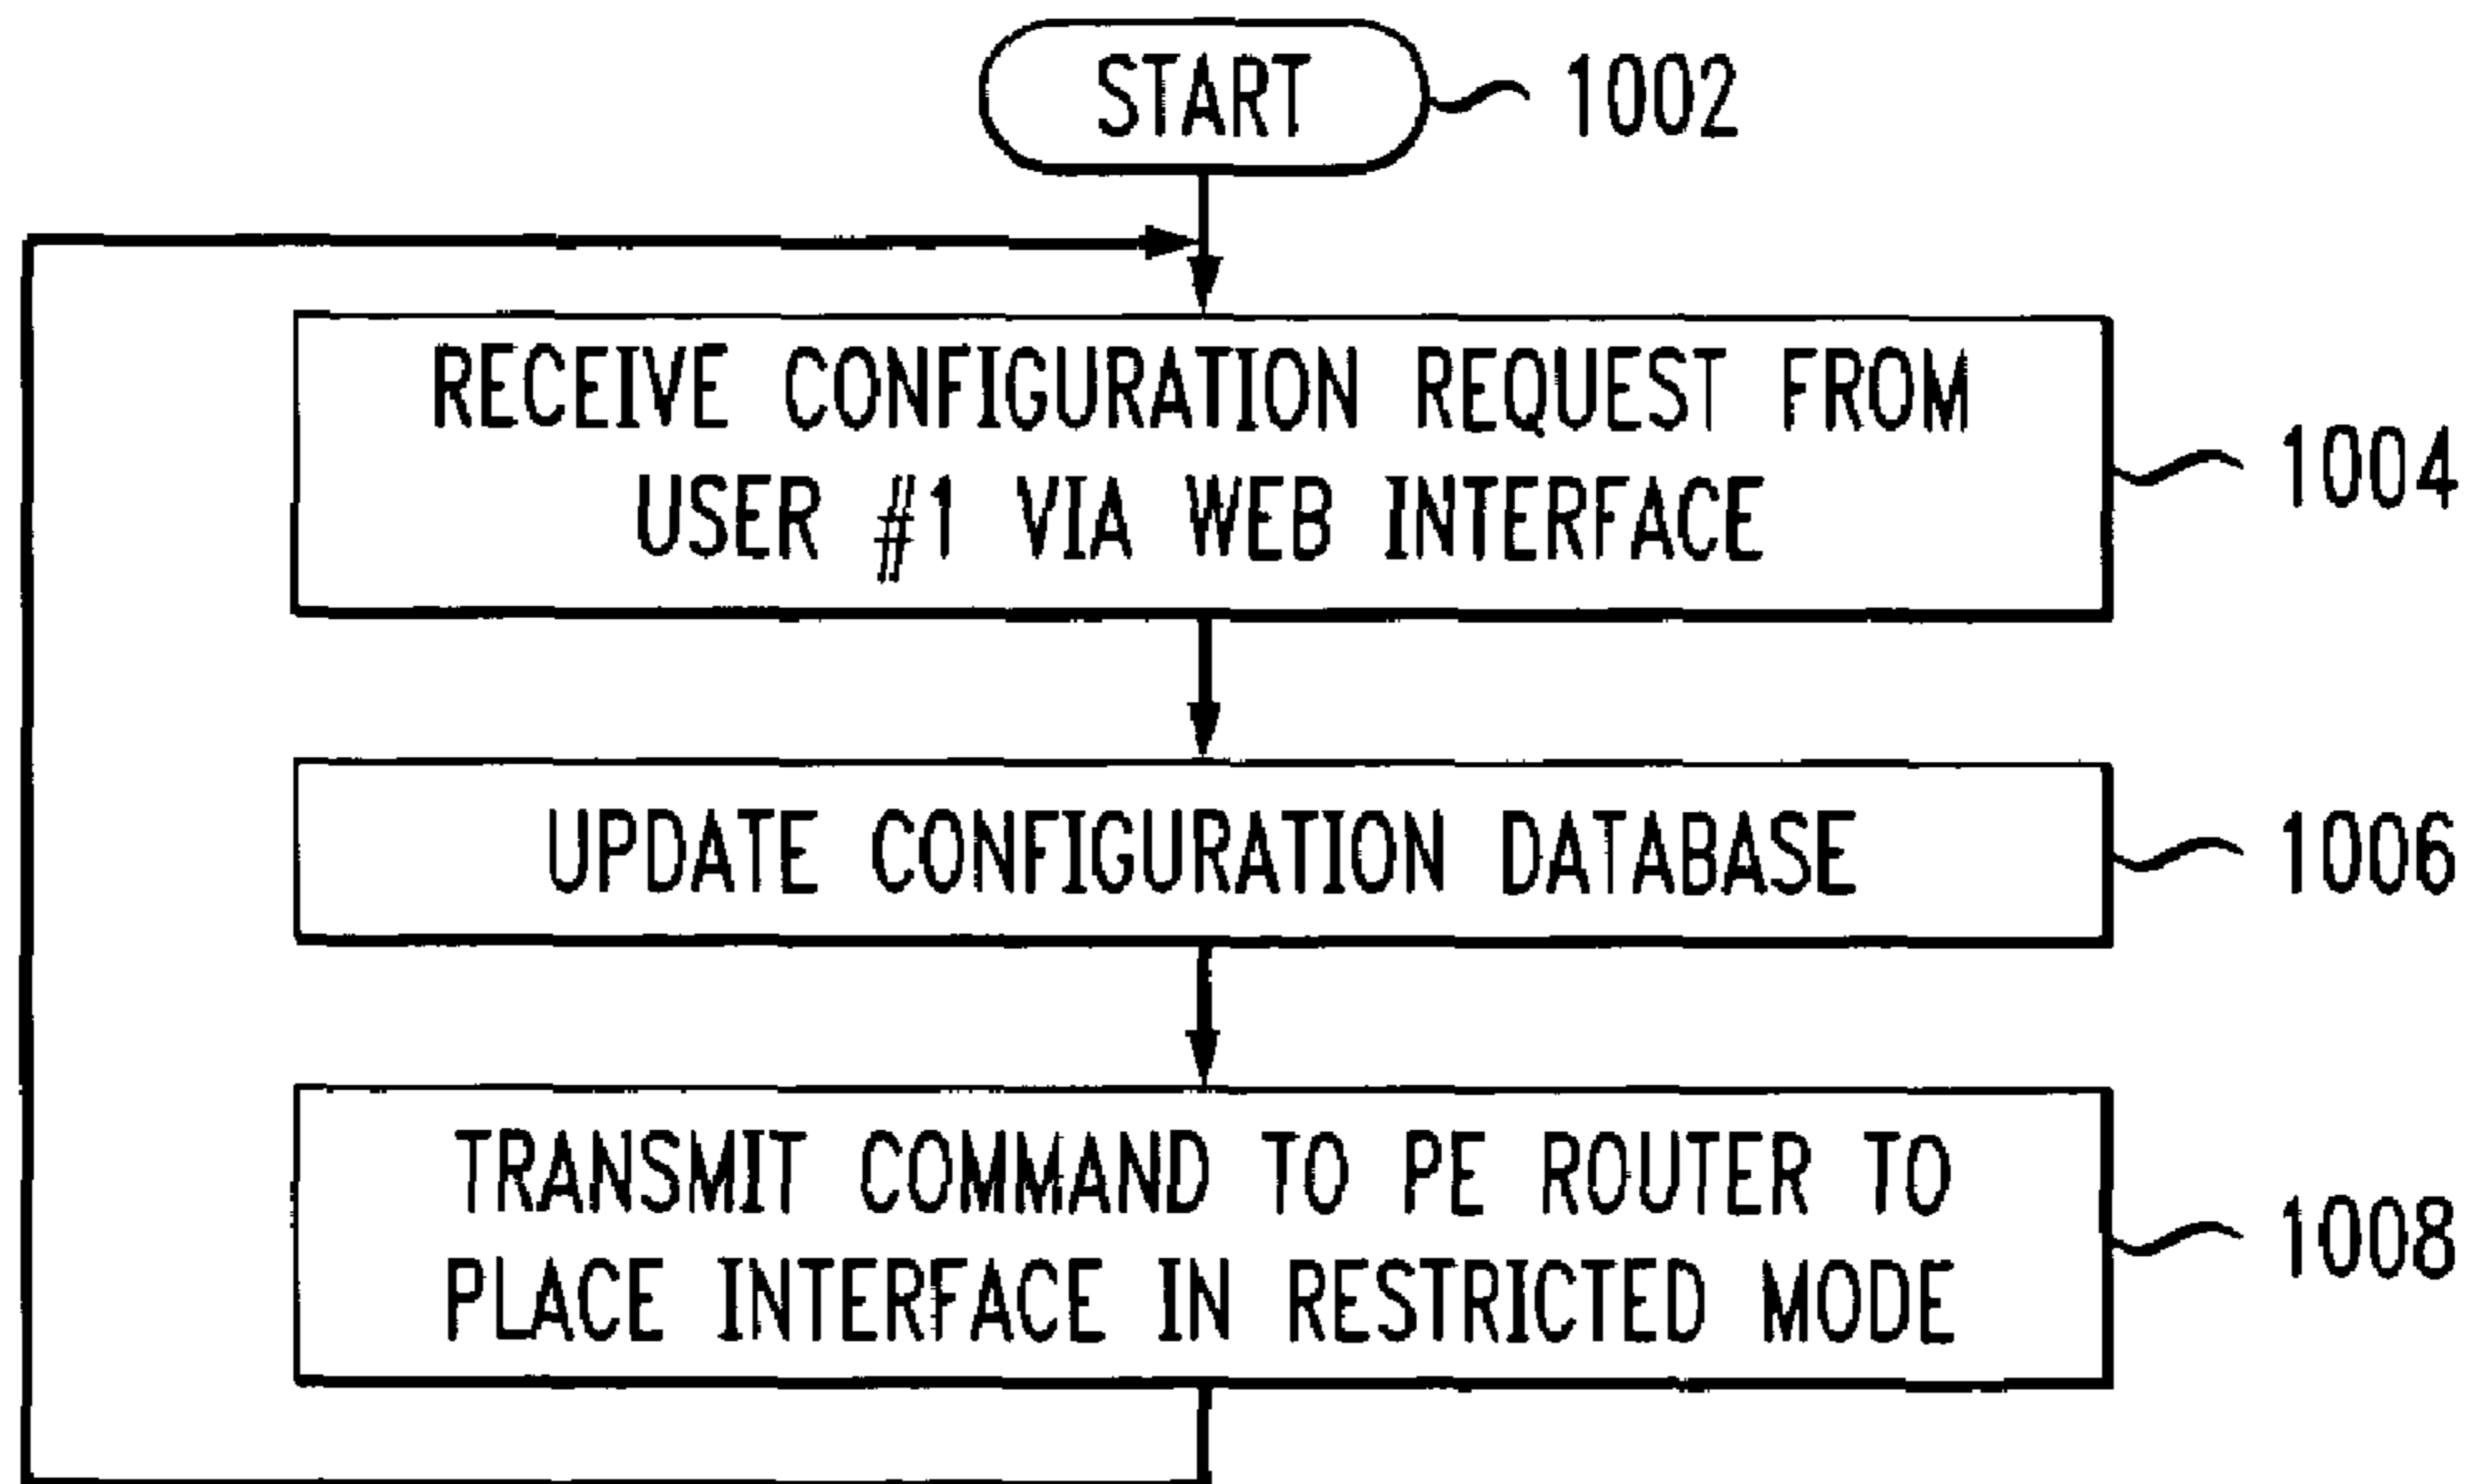 START 1002
RECEIVE CONFIGURATION REQUEST FROM
USER #1 VIA WEB INTERFACE
1004
UPDATE CONFIGURATION DATABASE 1006
TRANSMIT COMMAND TO PE ROUTER TO
PLACE INTERFACE IN RESTRICTED MODE
1008